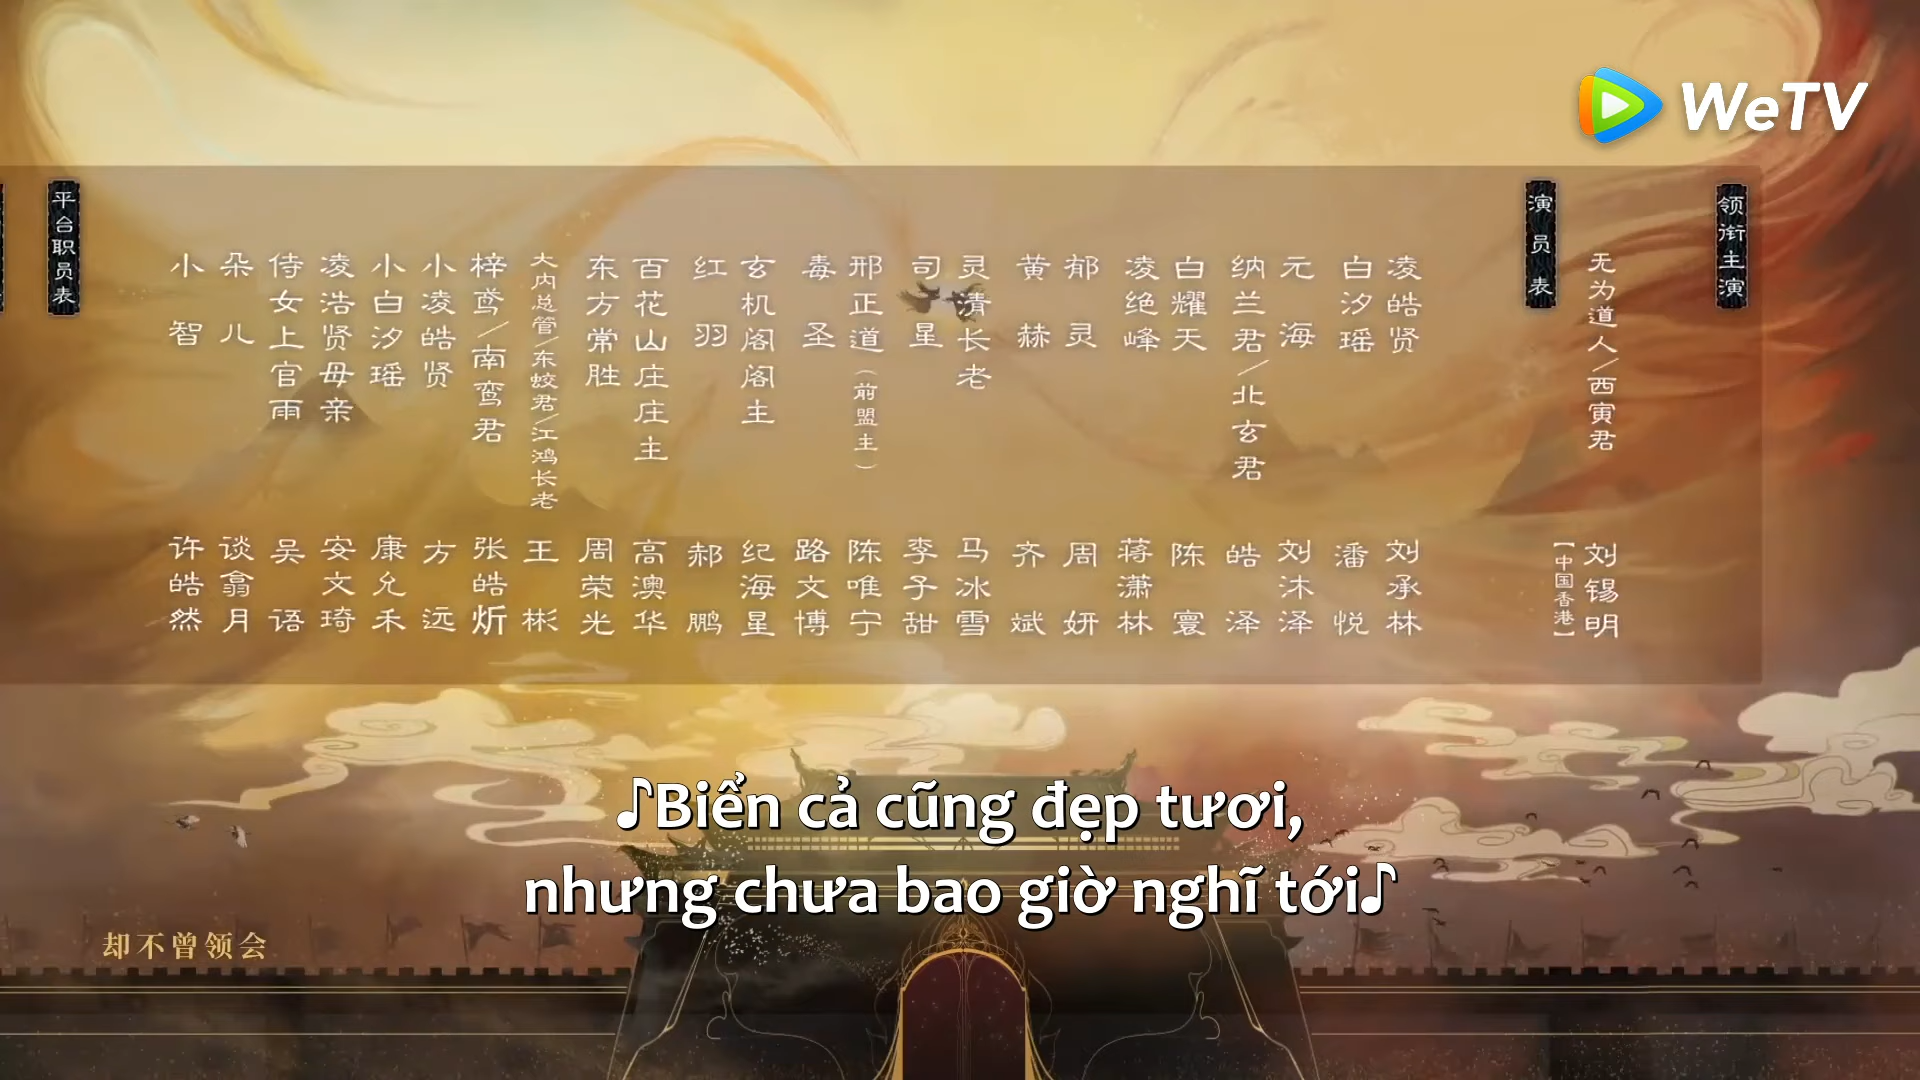 WeTV
领衔主演
无为道人/西寅君 刘锡明
【中国香港】
演员表
凌皓贤 刘承林
白汐瑶 潘悦
元海 刘沐泽
纳兰君/北玄君 皓泽
白耀天 陈寰
凌绝峰 蒋潇林
郁灵 周妍
黄赫 齐斌
灵清长老 马冰雪
司星 李子甜
邢正道(前盟主) 陈唯宁
毒圣 路文博
玄机阁阁主 纪海星
红羽 郝鹏
百花山庄庄主 高澳华
东方常胜 周荣光
大内总管/东蛟君/江鸿长老 王彬
梓鸢/南鸾君 张皓炘
小凌皓贤 方远
小白汐瑶 康允禾
凌浩贤母亲 安文琦
侍女上官雨 吴语
朵儿 谈翕月
小智 许皓然
平台职员表
♪Biển cả cũng đẹp tươi,
nhưng chưa bao giờ nghĩ tới♪
却不曾领会